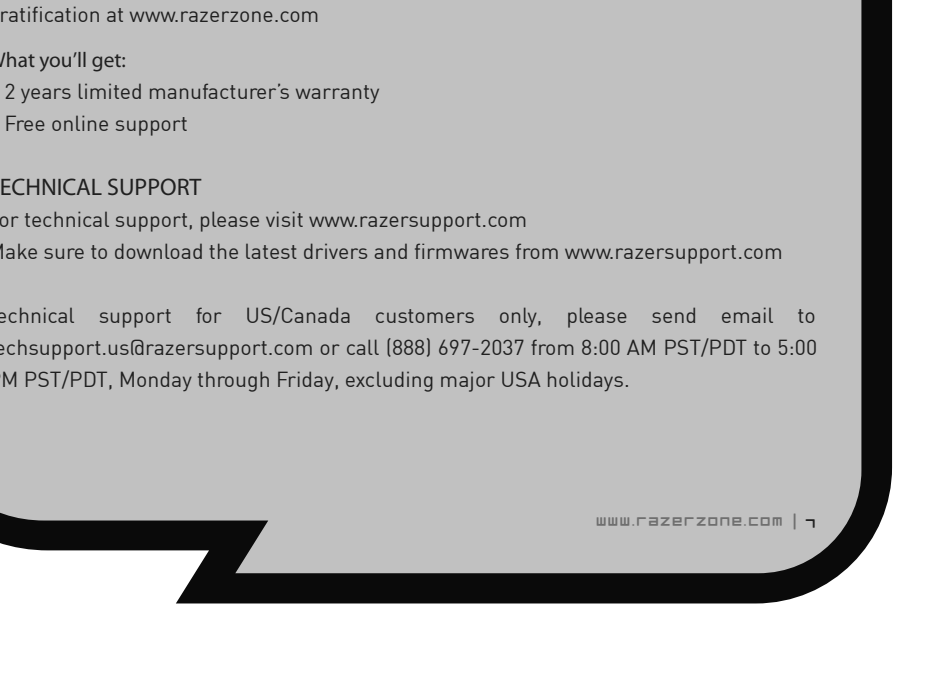 ratification at www.razerzone.com
What you'll get:
2 years limited manufacturer's warranty
Free online support
ECHNICAL SUPPORT
or technical support, please visit www.razersupport.com
Make sure to download the latest drivers and firmwares from www.razersupport.com
echnical support for US/Canada customers only, please send email to
echsupport.us@razersupport.com or call (888) 697-2037 from 8:00 AM PST/PDT to 5:00
PM PST/PDT, Monday through Friday, excluding major USA holidays.
www.razerzone.com | 7